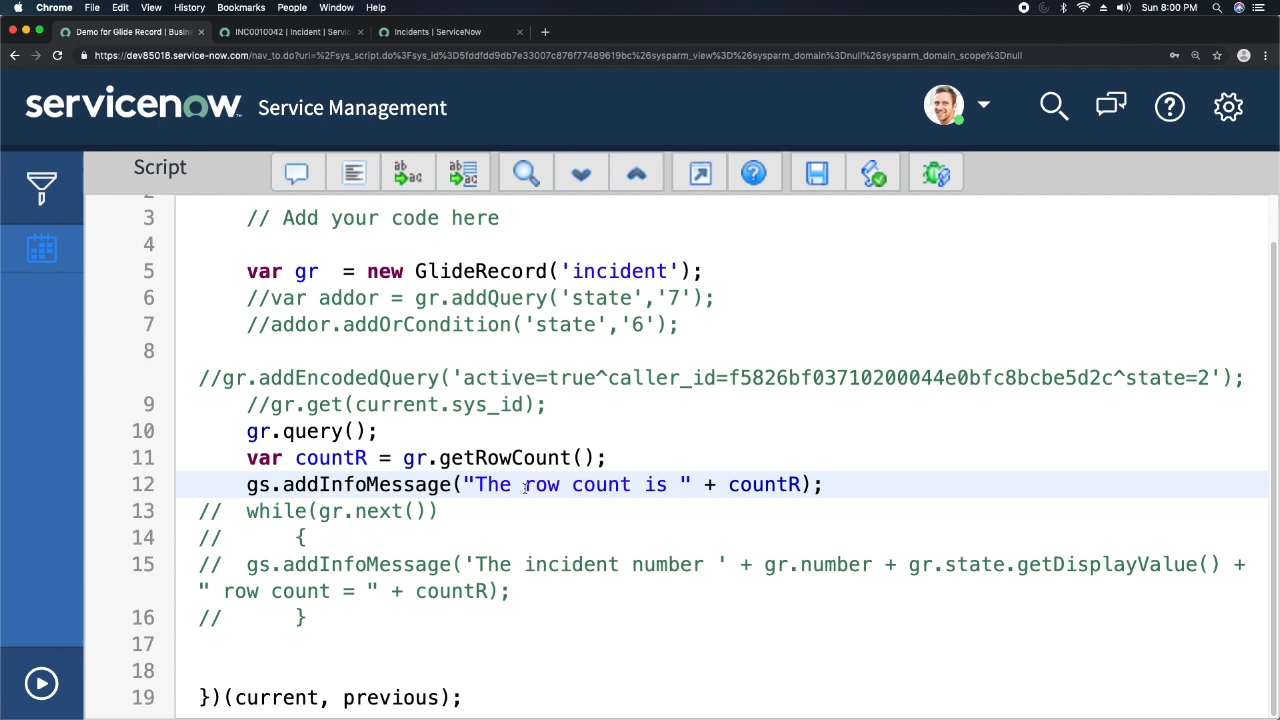 Chrome File Edit View History Bookmarks People Window Help Sun 8:00 PM
Demo for Glide Record | Busin INC0010042 | Incident | Servic Incidents | ServiceNow
https://dev85018.service-now.com/nav_to.do?uri=%2Fsys_script.do%3Fsys_id%3D5fddfdd9db7e33007c876f77489619bc%26sysparm_view%3D%26sysparm_domain%3Dnull%26sysparm_domain_scope%3Dnull
servicenow Service Management
Script
3 // Add your code here
4
5 var gr  = new GlideRecord('incident');
6 //var addor = gr.addQuery('state','7');
7 //addor.addOrCondition('state','6');
8
//gr.addEncodedQuery('active=true^caller_id=f5826bf03710200044e0bfc8bcbe5d2c^state=2');
9 //gr.get(current.sys_id);
10 gr.query();
11 var countR = gr.getRowCount();
12 gs.addInfoMessage("The row count is " + countR);
13 // while(gr.next())
14 // {
15 // gs.addInfoMessage('The incident number ' + gr.number + gr.state.getDisplayValue() +
" row count = " + countR);
16 // }
17
18
19 })(current, previous);